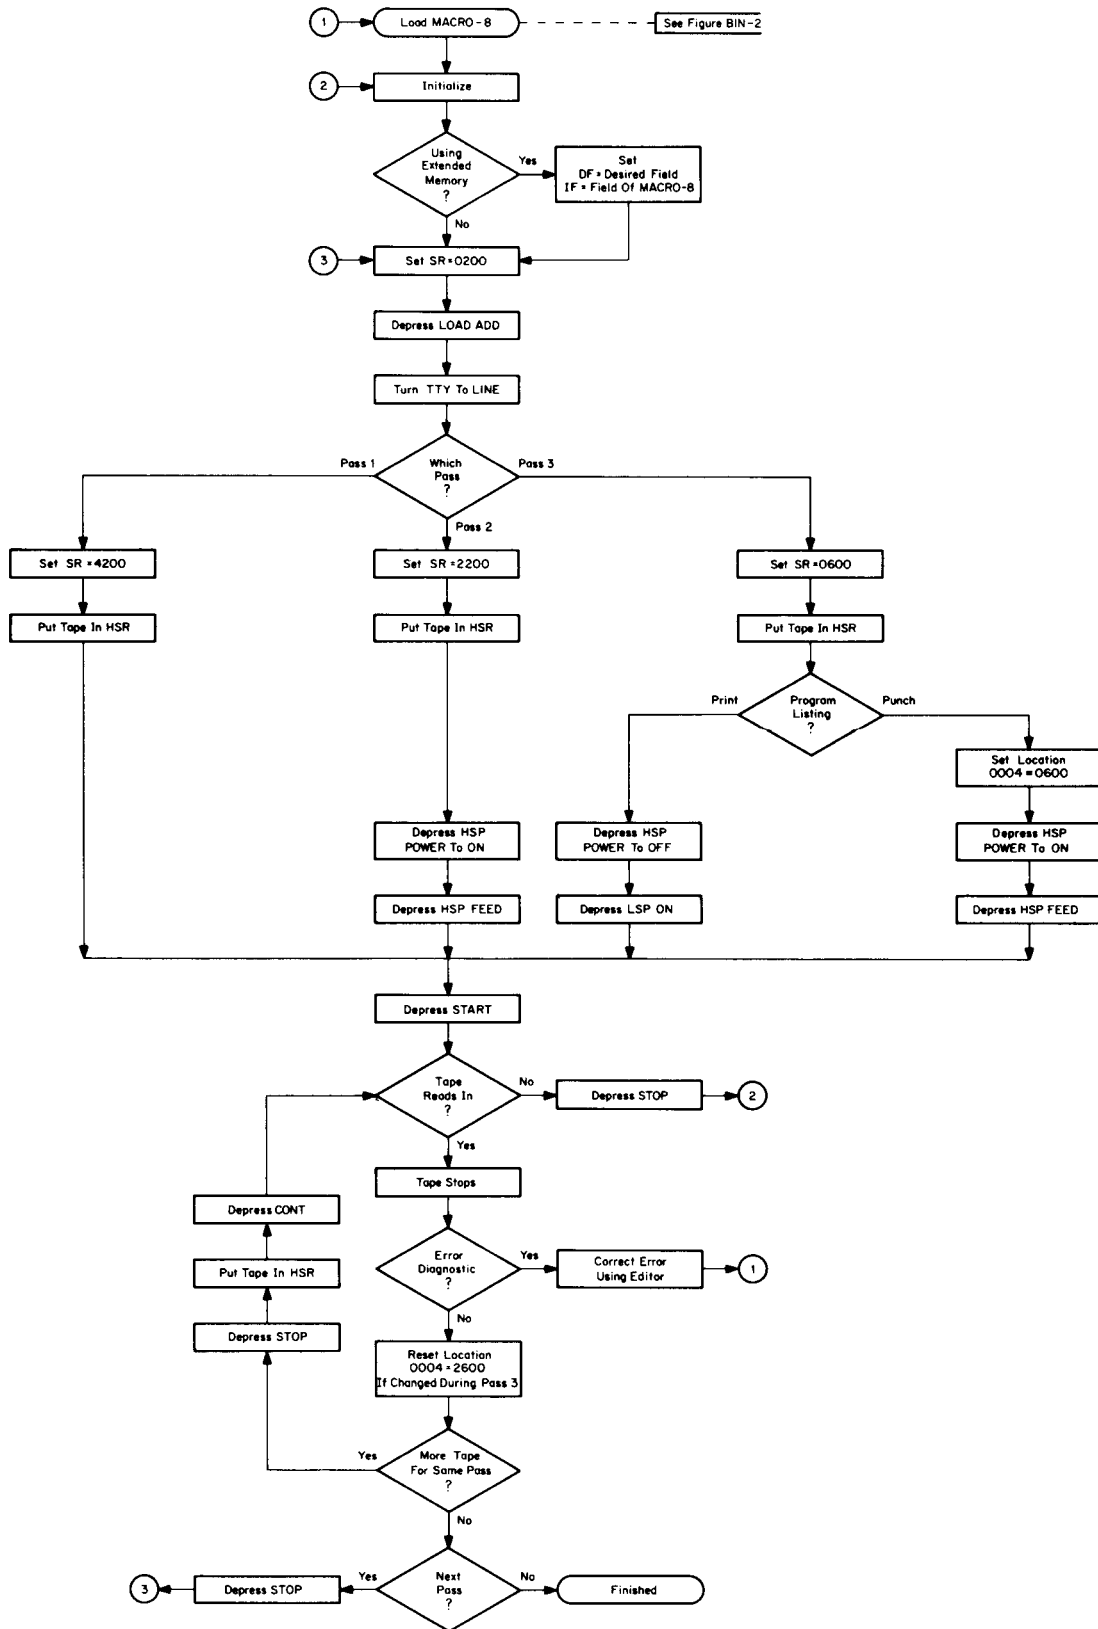 1
Load MACRO-8
See Figure BIN-2
2
Initialize
Using
Extended
Memory
?
Yes
Set
DF = Desired Field
IF = Field Of MACRO-8
No
3
Set SR=0200
Depress LOAD ADD
Turn TTY To LINE
Pass 1
Which
Pass
?
Pass 3
Pass 2
Set SR=4200
Set SR=2200
Set SR=0600
Put Tape In HSR
Put Tape In HSR
Put Tape In HSR
Print
Program
Listing
?
Punch
Set Location
0004=0600
Depress HSP
POWER To ON
Depress HSP
POWER To OFF
Depress HSP
POWER To ON
Depress HSP FEED
Depress LSP ON
Depress HSP FEED
Depress START
Tape
Reads In
?
No
Depress STOP
2
Yes
Tape Stops
Depress CONT
Error
Diagnostic
?
Yes
Correct Error
Using Editor
1
Put Tape In HSR
No
Depress STOP
Reset Location
0004=2600
If Changed During Pass 3
Yes
More Tape
For Same Pass
?
No
3
Depress STOP
Yes
Next
Pass
?
No
Finished